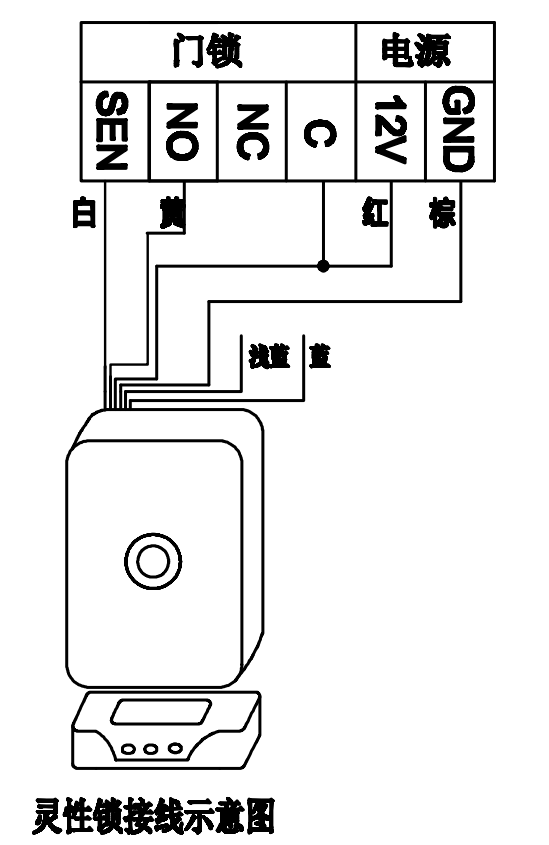 门锁 电源
SEN NO NC C 12V GND
白 黄 红 棕
浅蓝 蓝
灵性锁接线示意图